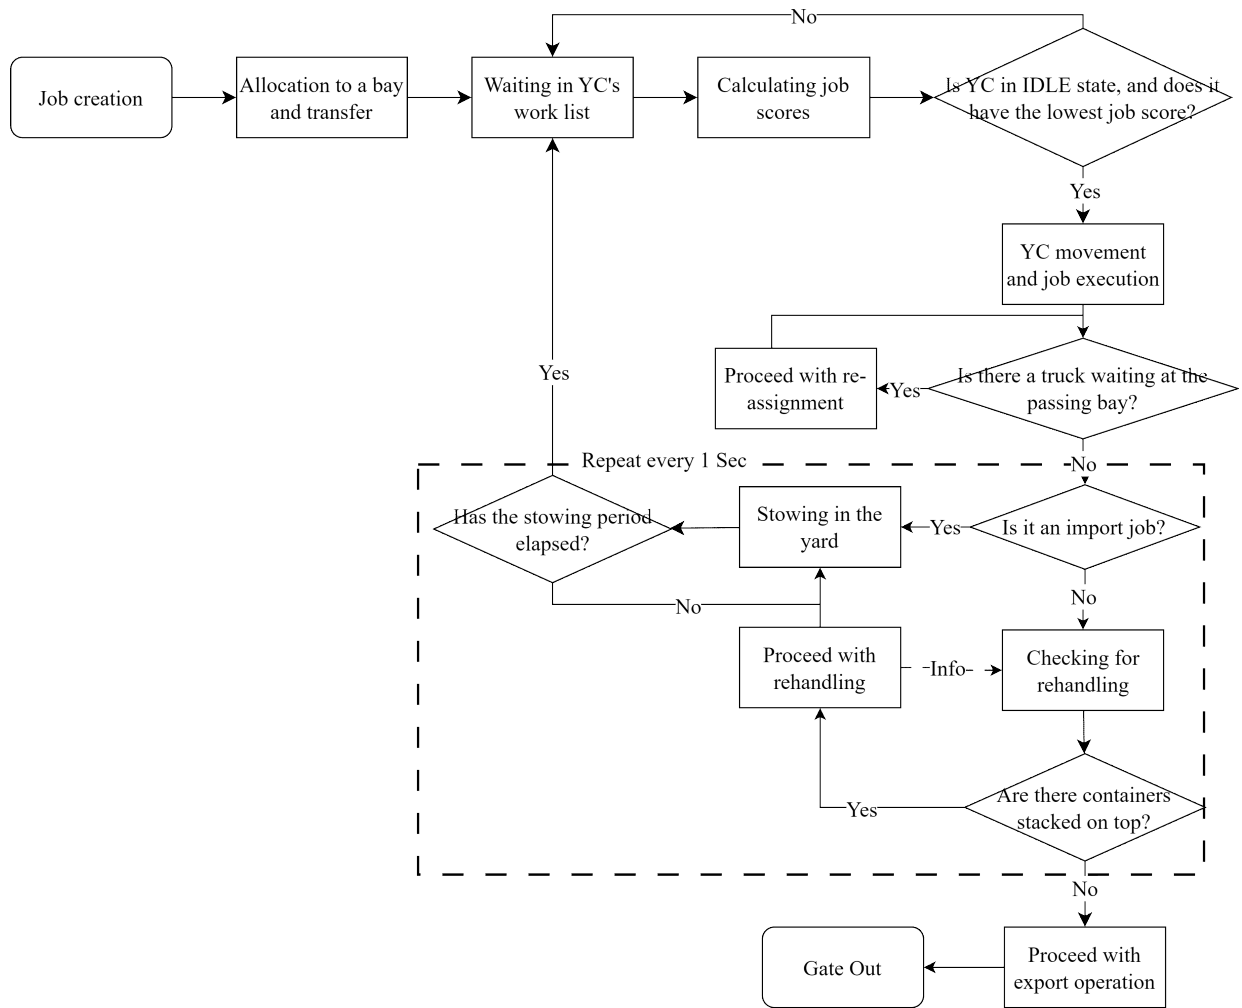 No
Job creation
Allocation to a bay
and transfer
Waiting in YC's
work list
Calculating job
scores
Is YC in IDLE state, and does it
have the lowest job score?
Yes
YC movement
and job execution
Is there a truck waiting at the
passing bay?
Yes
Proceed with re-
assignment
Yes
No
Repeat every 1 Sec
Is it an import job?
Yes
Stowing in the
yard
Has the stowing period
elapsed?
No
No
Checking for
rehandling
Info
Proceed with
rehandling
Are there containers
stacked on top?
Yes
No
Proceed with
export operation
Gate Out